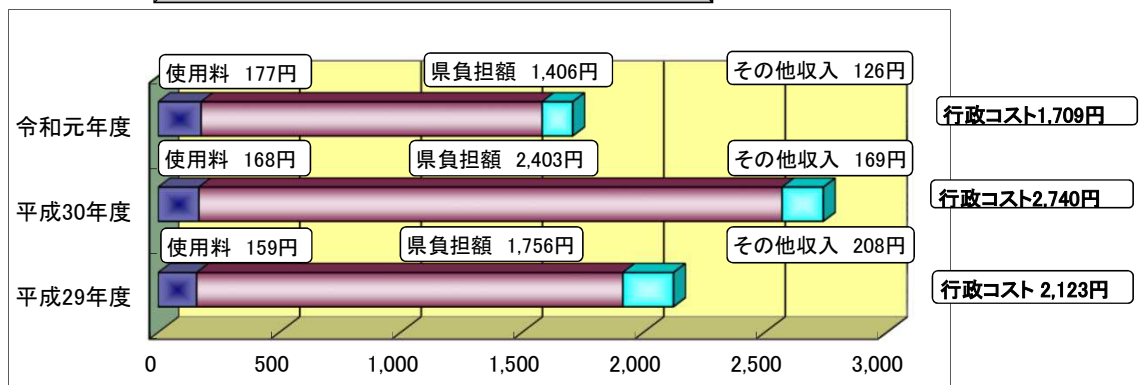 使用料 177円 県負担額 1,406円 その他収入 126円
令和元年度 行政コスト1,709円
使用料 168円 県負担額 2,403円 その他収入 169円
平成30年度 行政コスト2,740円
使用料 159円 県負担額 1,756円 その他収入 208円
平成29年度 行政コスト 2,123円
0 500 1,000 1,500 2,000 2,500 3,000